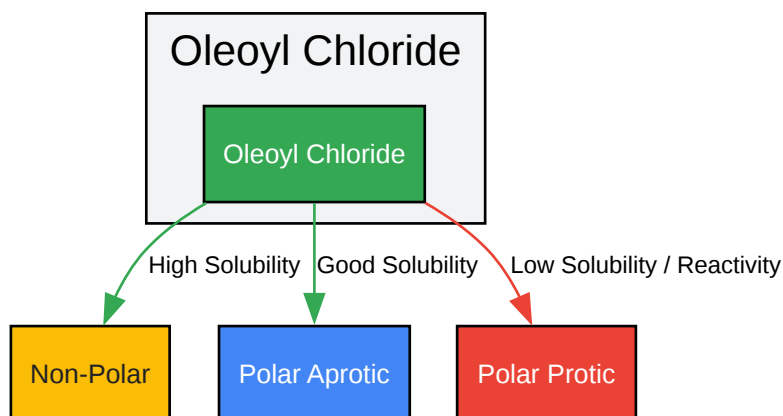 Oleoyl Chloride
Oleoyl Chloride
High Solubility
Good Solubility
Low Solubility / Reactivity
Non-Polar
Polar Aprotic
Polar Protic